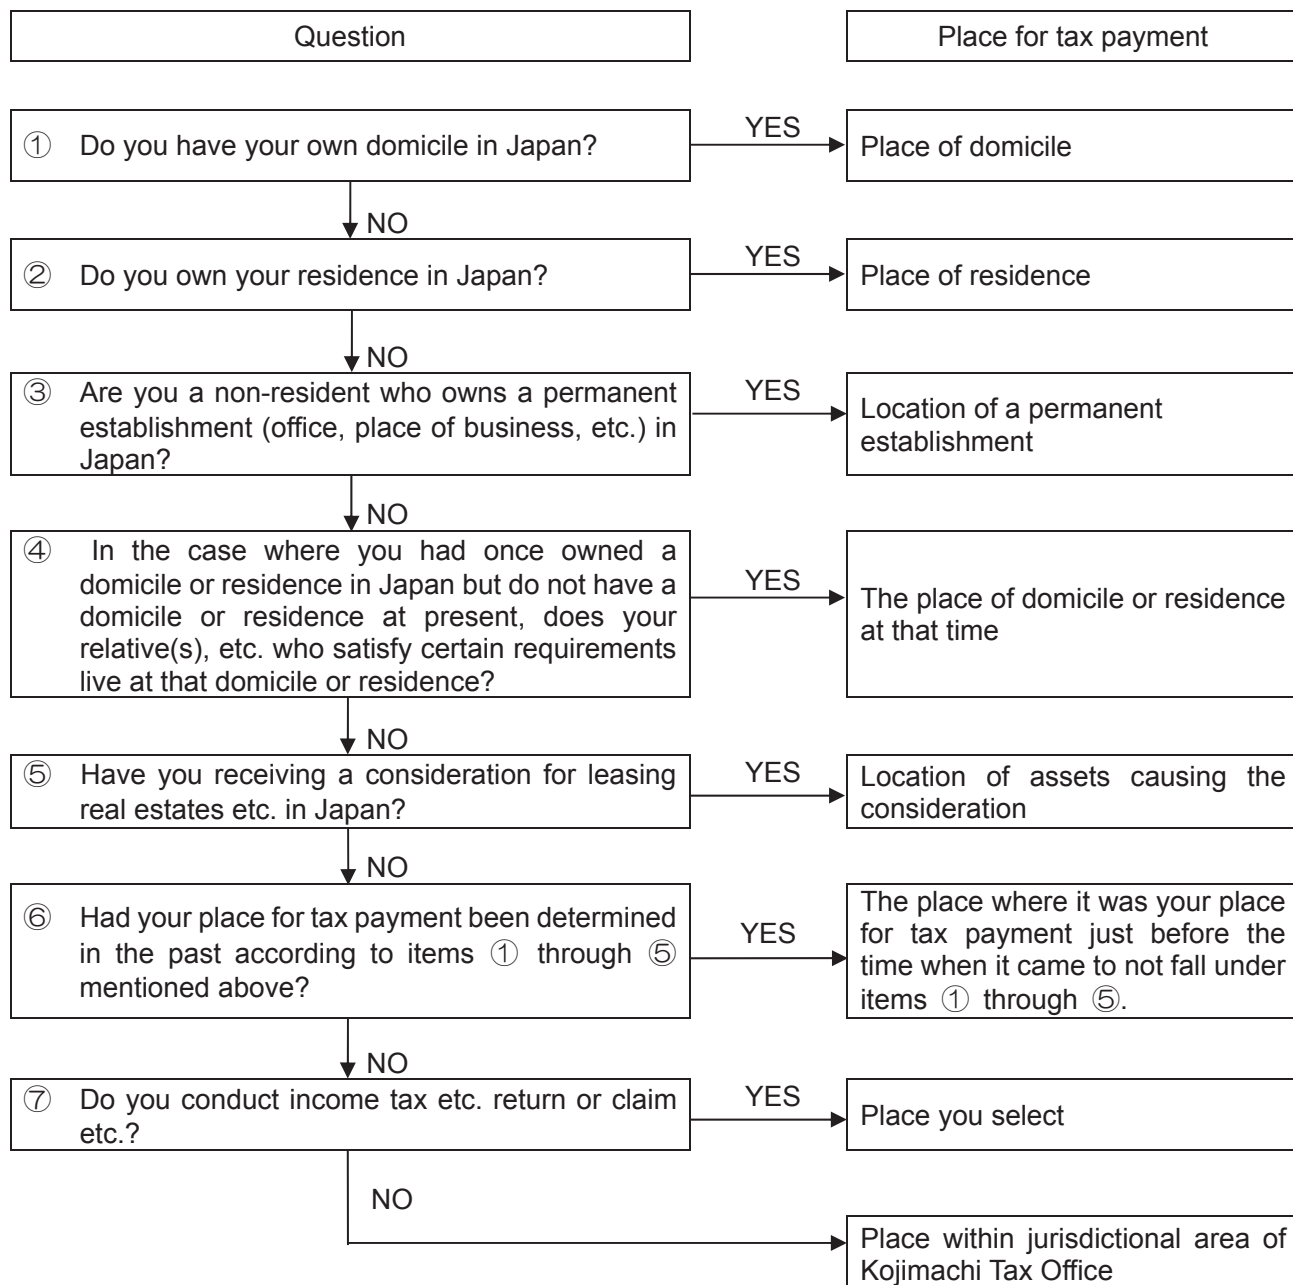 Question
Place for tax payment
① Do you have your own domicile in Japan?
YES
Place of domicile
NO
② Do you own your residence in Japan?
YES
Place of residence
NO
③ Are you a non-resident who owns a permanent
establishment (office, place of business, etc.) in
Japan?
YES
Location of a permanent
establishment
NO
④ In the case where you had once owned a
domicile or residence in Japan but do not have a
domicile or residence at present, does your
relative(s), etc. who satisfy certain requirements
live at that domicile or residence?
YES
The place of domicile or residence
at that time
NO
⑤ Have you receiving a consideration for leasing
real estates etc. in Japan?
YES
Location of assets causing the
consideration
NO
⑥ Had your place for tax payment been determined
in the past according to items ① through ⑤
mentioned above?
YES
The place where it was your place
for tax payment just before the
time when it came to not fall under
items ① through ⑤.
NO
⑦ Do you conduct income tax etc. return or claim
etc.?
YES
Place you select
NO
Place within jurisdictional area of
Kojimachi Tax Office